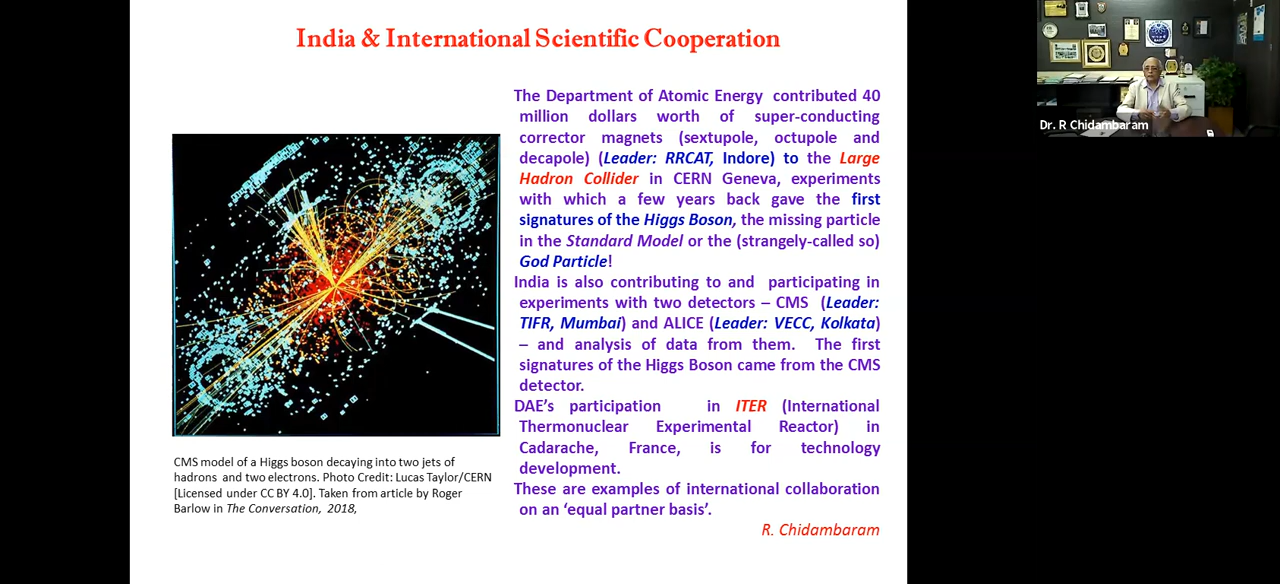 India & International Scientific Cooperation
The Department of Atomic Energy contributed 40
million dollars worth of super-conducting
corrector magnets (sextupole, octupole and
decapole) (Leader: RRCAT, Indore) to the Large
Hadron Collider in CERN Geneva, experiments
with which a few years back gave the first
signatures of the Higgs Boson, the missing particle
in the Standard Model or the (strangely-called so)
God Particle!
India is also contributing to and participating in
experiments with two detectors – CMS (Leader:
TIFR, Mumbai) and ALICE (Leader: VECC, Kolkata)
– and analysis of data from them. The first
signatures of the Higgs Boson came from the CMS
detector.
DAE's participation in ITER (International
Thermonuclear Experimental Reactor) in
Cadarache, France, is for technology
development.
These are examples of international collaboration
on an 'equal partner basis'.
R. Chidambaram
CMS model of a Higgs boson decaying into two jets of
hadrons and two electrons. Photo Credit: Lucas Taylor/CERN
[Licensed under CC BY 4.0]. Taken from article by Roger
Barlow in The Conversation, 2018,
Dr. R Chidambaram